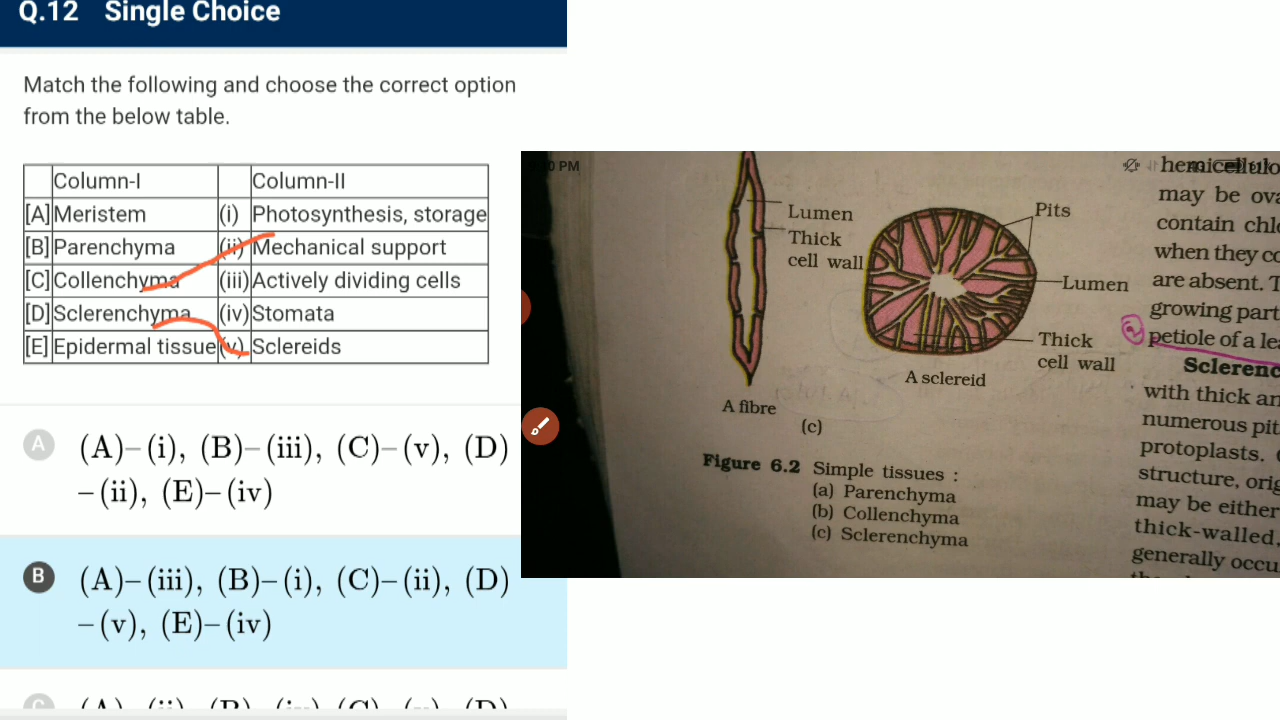 Q.12 Single Choice
Match the following and choose the correct option
from the below table.
Column-I Column-II
[A] Meristem (i) Photosynthesis, storage
[B] Parenchyma (ii) Mechanical support
[C] Collenchyma (iii) Actively dividing cells
[D] Sclerenchyma (iv) Stomata
[E] Epidermal tissue (v) Sclereids
A (A)–(i), (B)–(iii), (C)–(v), (D)
–(ii), (E)–(iv)
B (A)–(iii), (B)–(i), (C)–(ii), (D)
–(v), (E)–(iv)
PM
Lumen
Thick
cell wall
A fibre
Pits
Lumen
Thick
cell wall
A sclereid
(c)
Figure 6.2 Simple tissues :
(a) Parenchyma
(b) Collenchyma
(c) Sclerenchyma
may be ova
contain chl
when they co
are absent. T
growing part
petiole of a lea
Sclerenc
with thick an
numerous pit
protoplasts.
structure, orig
may be either
thick-walled,
generally occu